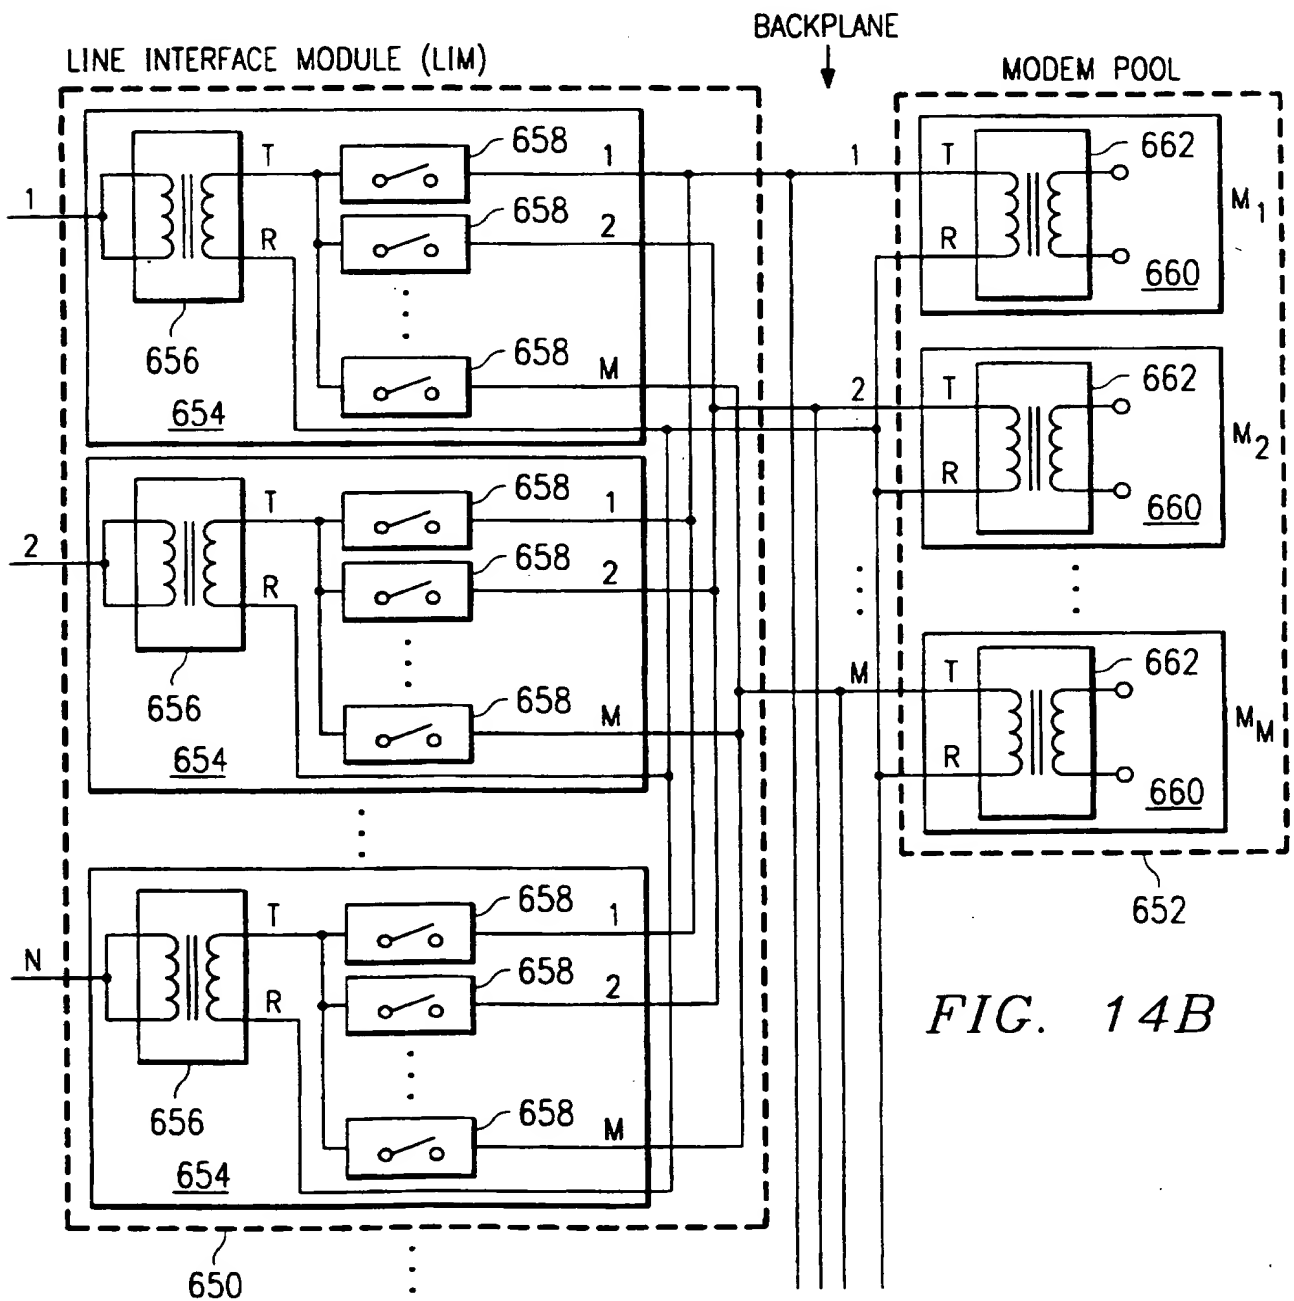 BACKPLANE
LINE INTERFACE MODULE (LIM)
MODEM POOL
1
T
R
656
654
658
1
658
2
658
M
1
T
R
662
660
M1
2
T
R
656
654
658
1
658
2
658
M
2
T
R
662
660
M2
M
T
R
662
660
MM
652
N
T
R
656
654
658
1
658
2
658
M
650
FIG. 14B